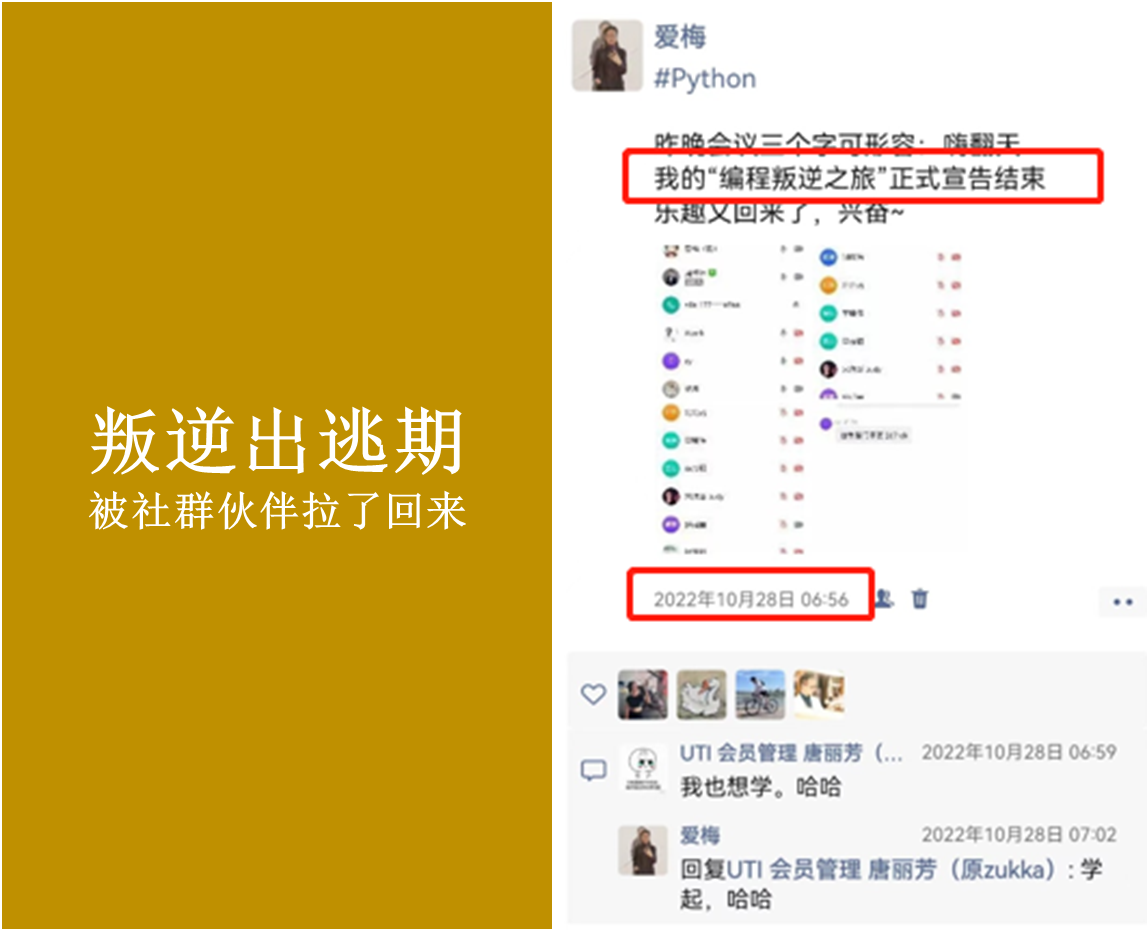 叛逆出逃期
被社群伙伴拉了回来
爱梅
#Python
昨晚会议三个字可形容：嗨翻天
我的“编程叛逆之旅”正式宣告结束
乐趣又回来了，兴奋~
2022年10月28日 06:56
UTI 会员管理 唐丽芳（... 2022年10月28日 06:59
我也想学。哈哈
爱梅 2022年10月28日 07:02
回复UTI 会员管理 唐丽芳（原zukka）: 学
起，哈哈